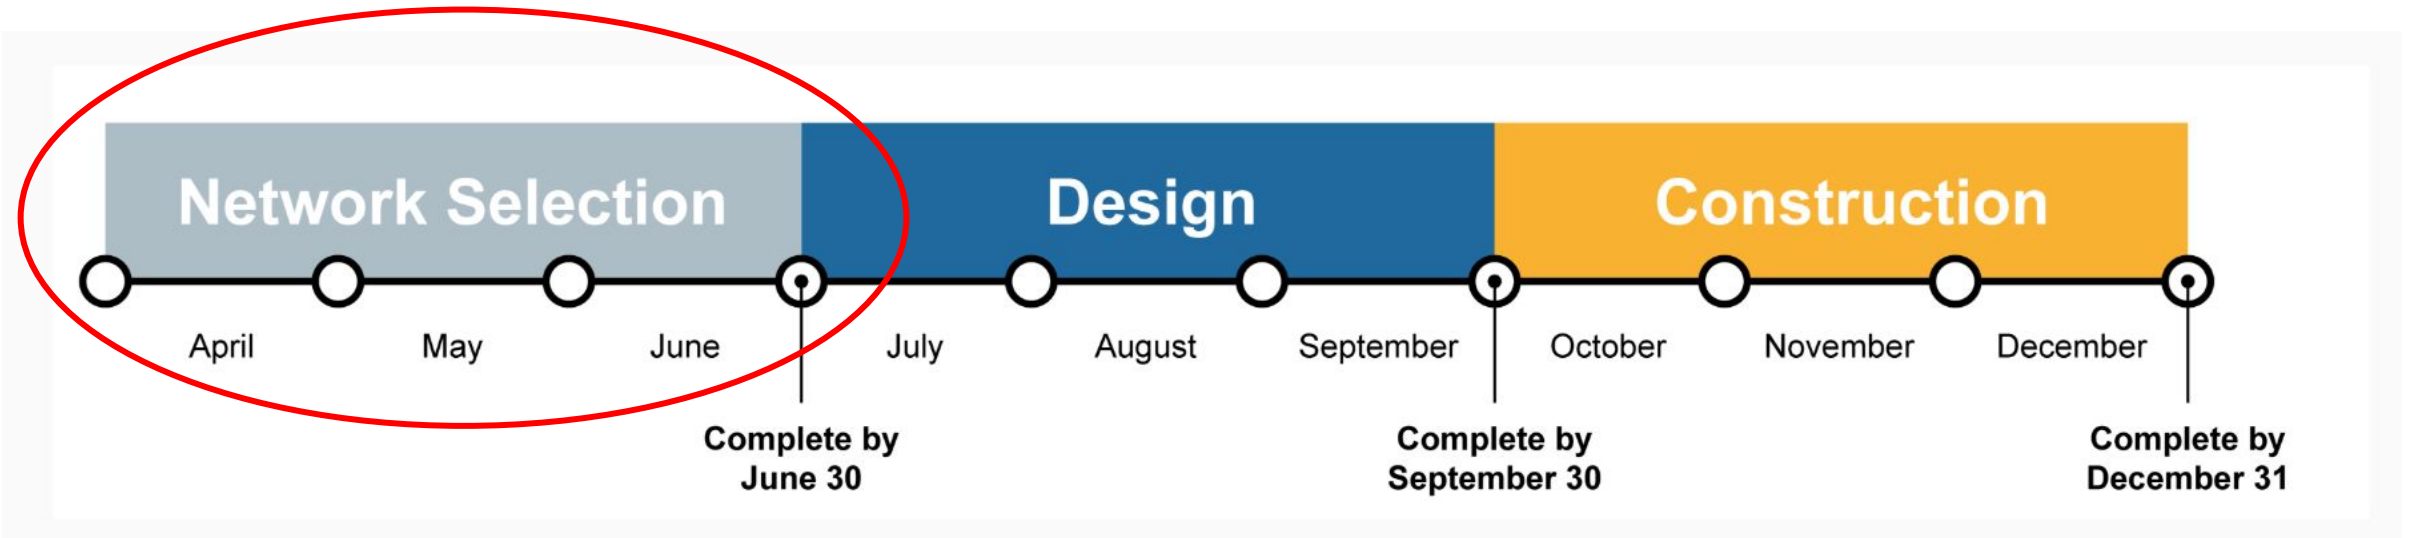 Network Selection Design Construction
April May June July August September October November December
Complete by Complete by Complete by
June 30 September 30 December 31